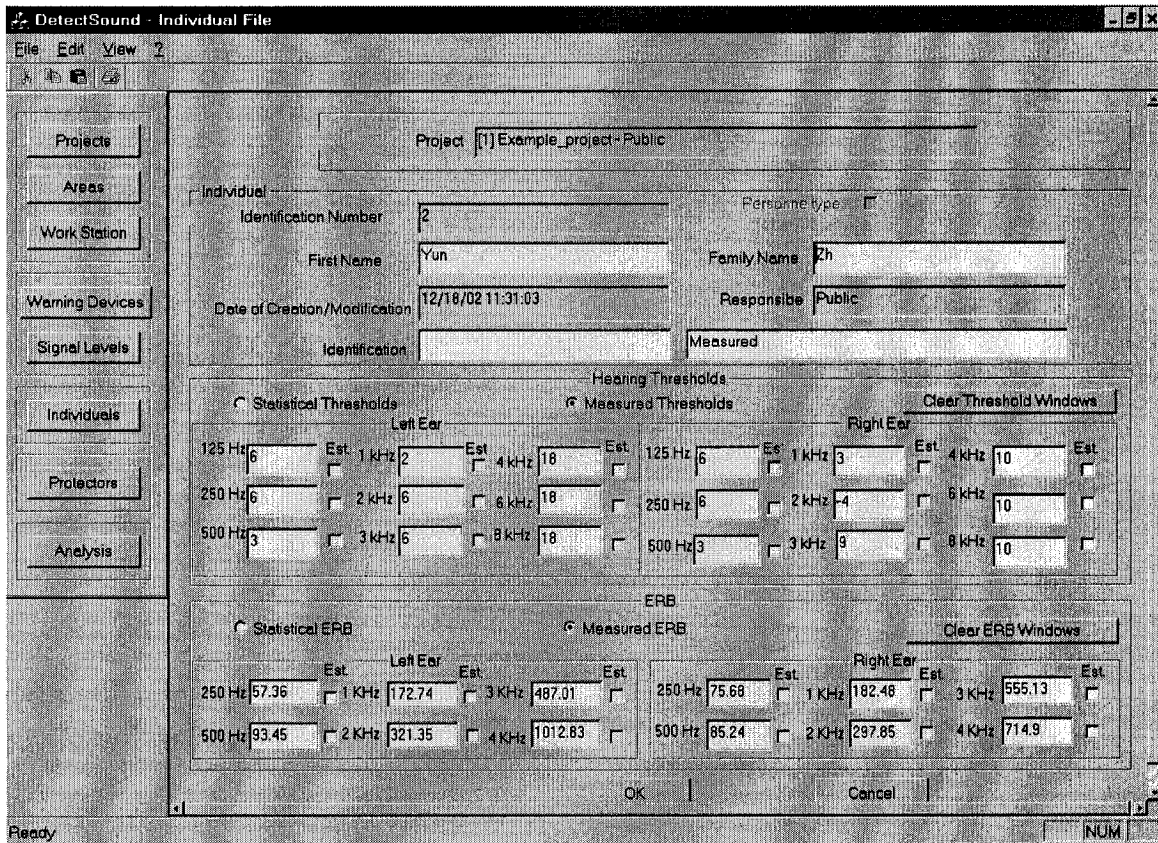 DetectSound - Individual File
File Edit View ?
Projects
Areas
Work Station
Warning Devices
Signal Levels
Individuals
Protectors
Analysis
Project [1] Example_project - Public
Individual
Identification Number 2 Personne type
First Name Yun Family Name Zh
Date of Creation/Modification 12/18/02 11:31:03 Responsibe Public
Identification Measured
Hearing Thresholds
Statistical Thresholds Measured Thresholds Clear Threshold Windows
Left Ear Right Ear
125 Hz 6 Est. 1 kHz 2 Est 4 kHz 18 Est. 125 Hz 6 Es 1 kHz 3 Est. 4 kHz 10 Est.
250 Hz 6 2 kHz 6 6 kHz 18 250 Hz 6 2 kHz -4 6 kHz 10
500 Hz 3 3 kHz 6 8 kHz 18 500 Hz 3 3 kHz 9 8 kHz 10
ERB
Statistical ERB Measured ERB Clear ERB Windows
Left Ear Right Ear
250 Hz 57.36 Est. 1 KHz 172.74 Est. 3 KHz 487.01 Est. 250 Hz 75.68 Est. 1 KHz 182.48 Est. 3 KHz 555.13 Est.
500 Hz 93.45 2 KHz 321.35 4 KHz 1012.83 500 Hz 85.24 2 KHz 297.85 4 KHz 714.9
OK Cancel
Ready NUM